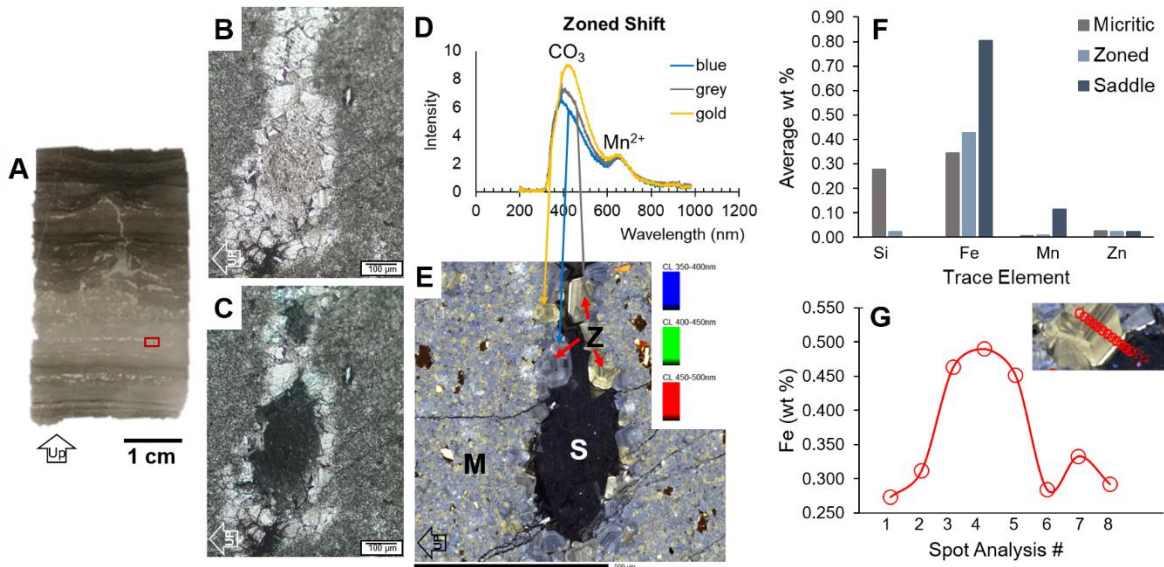 A
Up
1 cm
B
UP
100 µm
C
UP
100 µm
D
Zoned Shift
CO3
Mn2+
blue
grey
gold
Intensity
10
8
6
4
2
0
0 200 400 600 800 1000 1200
Wavelength (nm)
E
CL 350-400nm
CL 400-450nm
CL 450-500nm
Z
S
M
UP
500 µm
F
Micritic
Zoned
Saddle
Average wt %
0.90
0.80
0.70
0.60
0.50
0.40
0.30
0.20
0.10
0.00
Si Fe Mn Zn
Trace Element
G
Fe (wt %)
0.550
0.500
0.450
0.400
0.350
0.300
0.250
1 2 3 4 5 6 7 8
Spot Analysis #